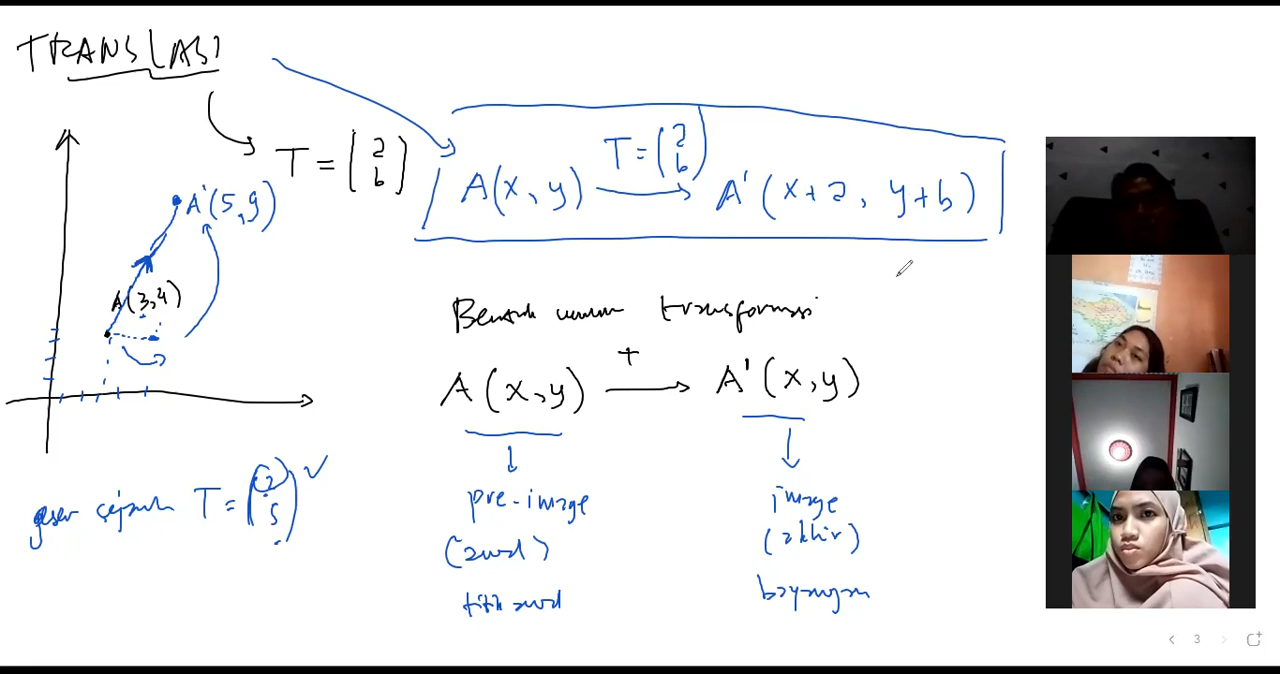 TRANSLASI
T = (a b)
A(x, y) T = (a b) → A'(x+a, y+b)
A'(5,9)
A(3,4)
geser sejauh T = (2 5) ✓
Bentuk umum transformasi
A(x,y) T → A'(x,y)
pre-image
(awal)
titik awal
image
(akhir)
bayangan
3